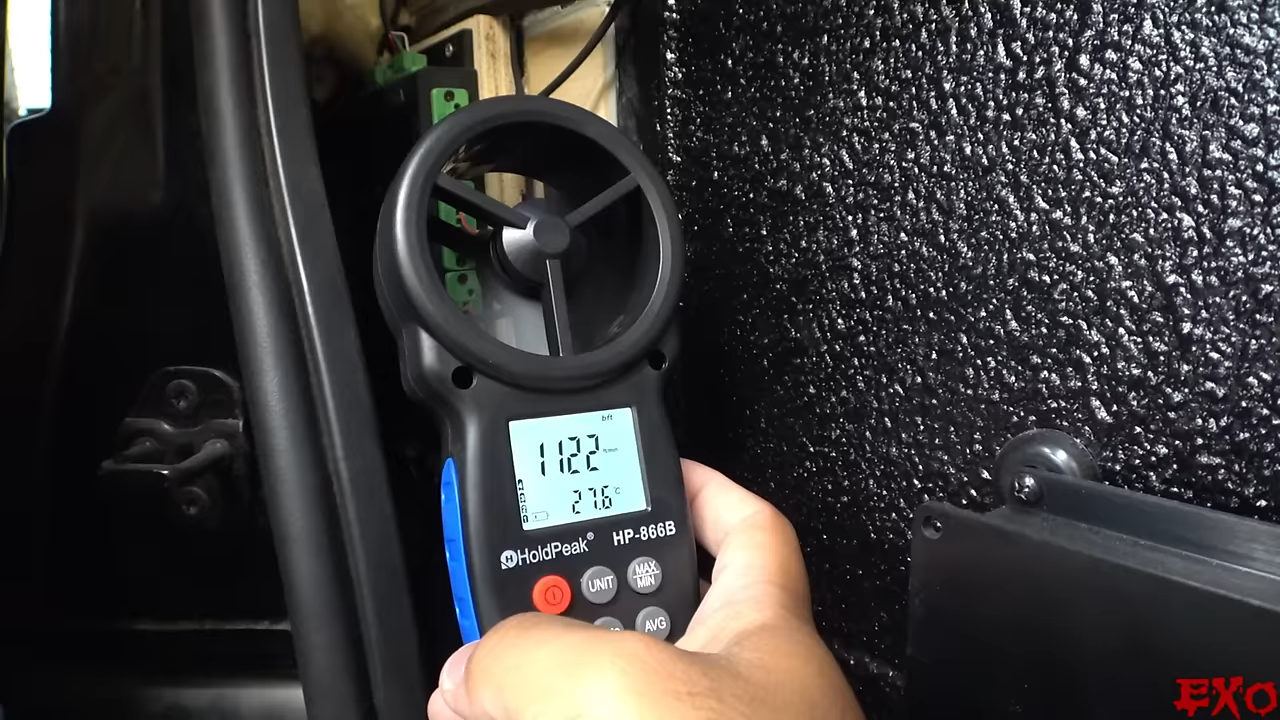 bft
1122 ft/min
27.6 °C
HoldPeak® HP-866B
UNIT
MAX
MIN
AVG
EXO